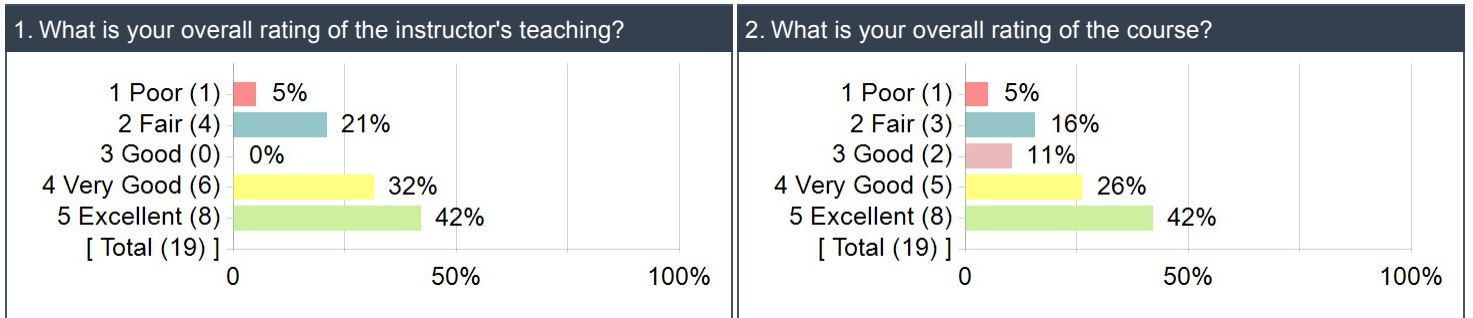 1. What is your overall rating of the instructor's teaching?
1 Poor (1) 5%
2 Fair (4) 21%
3 Good (0) 0%
4 Very Good (6) 32%
5 Excellent (8) 42%
[ Total (19) ]
0 50% 100%
2. What is your overall rating of the course?
1 Poor (1) 5%
2 Fair (3) 16%
3 Good (2) 11%
4 Very Good (5) 26%
5 Excellent (8) 42%
[ Total (19) ]
0 50% 100%